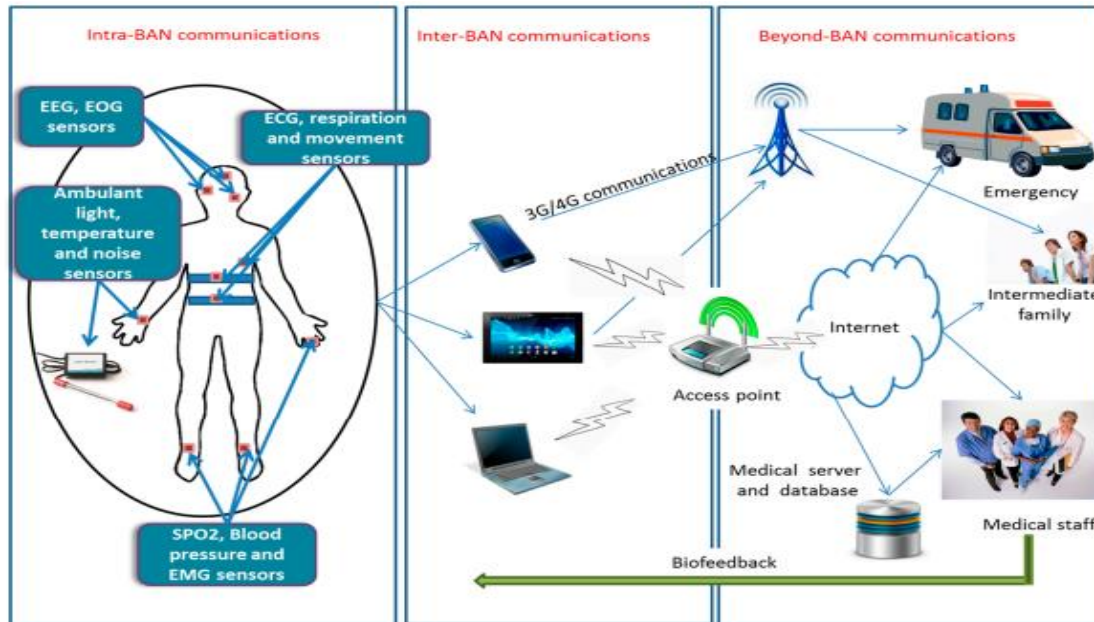 Intra-BAN communications
EEG, EOG
sensors
ECG, respiration
and movement
sensors
Ambulant
light,
temperature
and noise
sensors
SPO2, Blood
pressure and
EMG sensors
Inter-BAN communications
3G/4G communications
Access point
Beyond-BAN communications
Emergency
Intermediate
family
Internet
Medical server
and database
Medical staff
Biofeedback